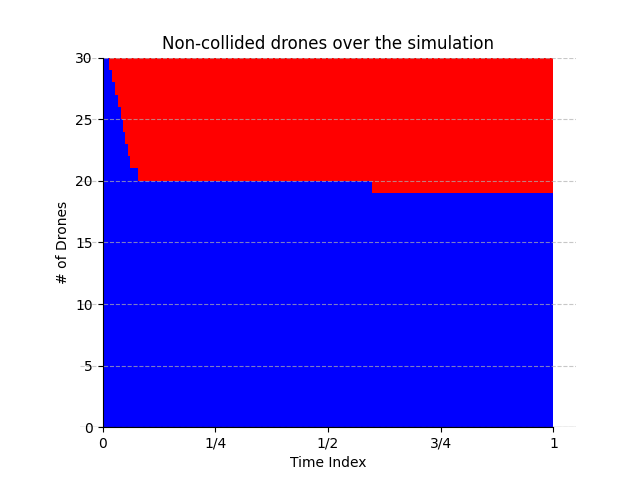 Non-collided drones over the simulation
30
25
20
15
10
5
0
# of Drones
0 1/4 1/2 3/4 1
Time Index